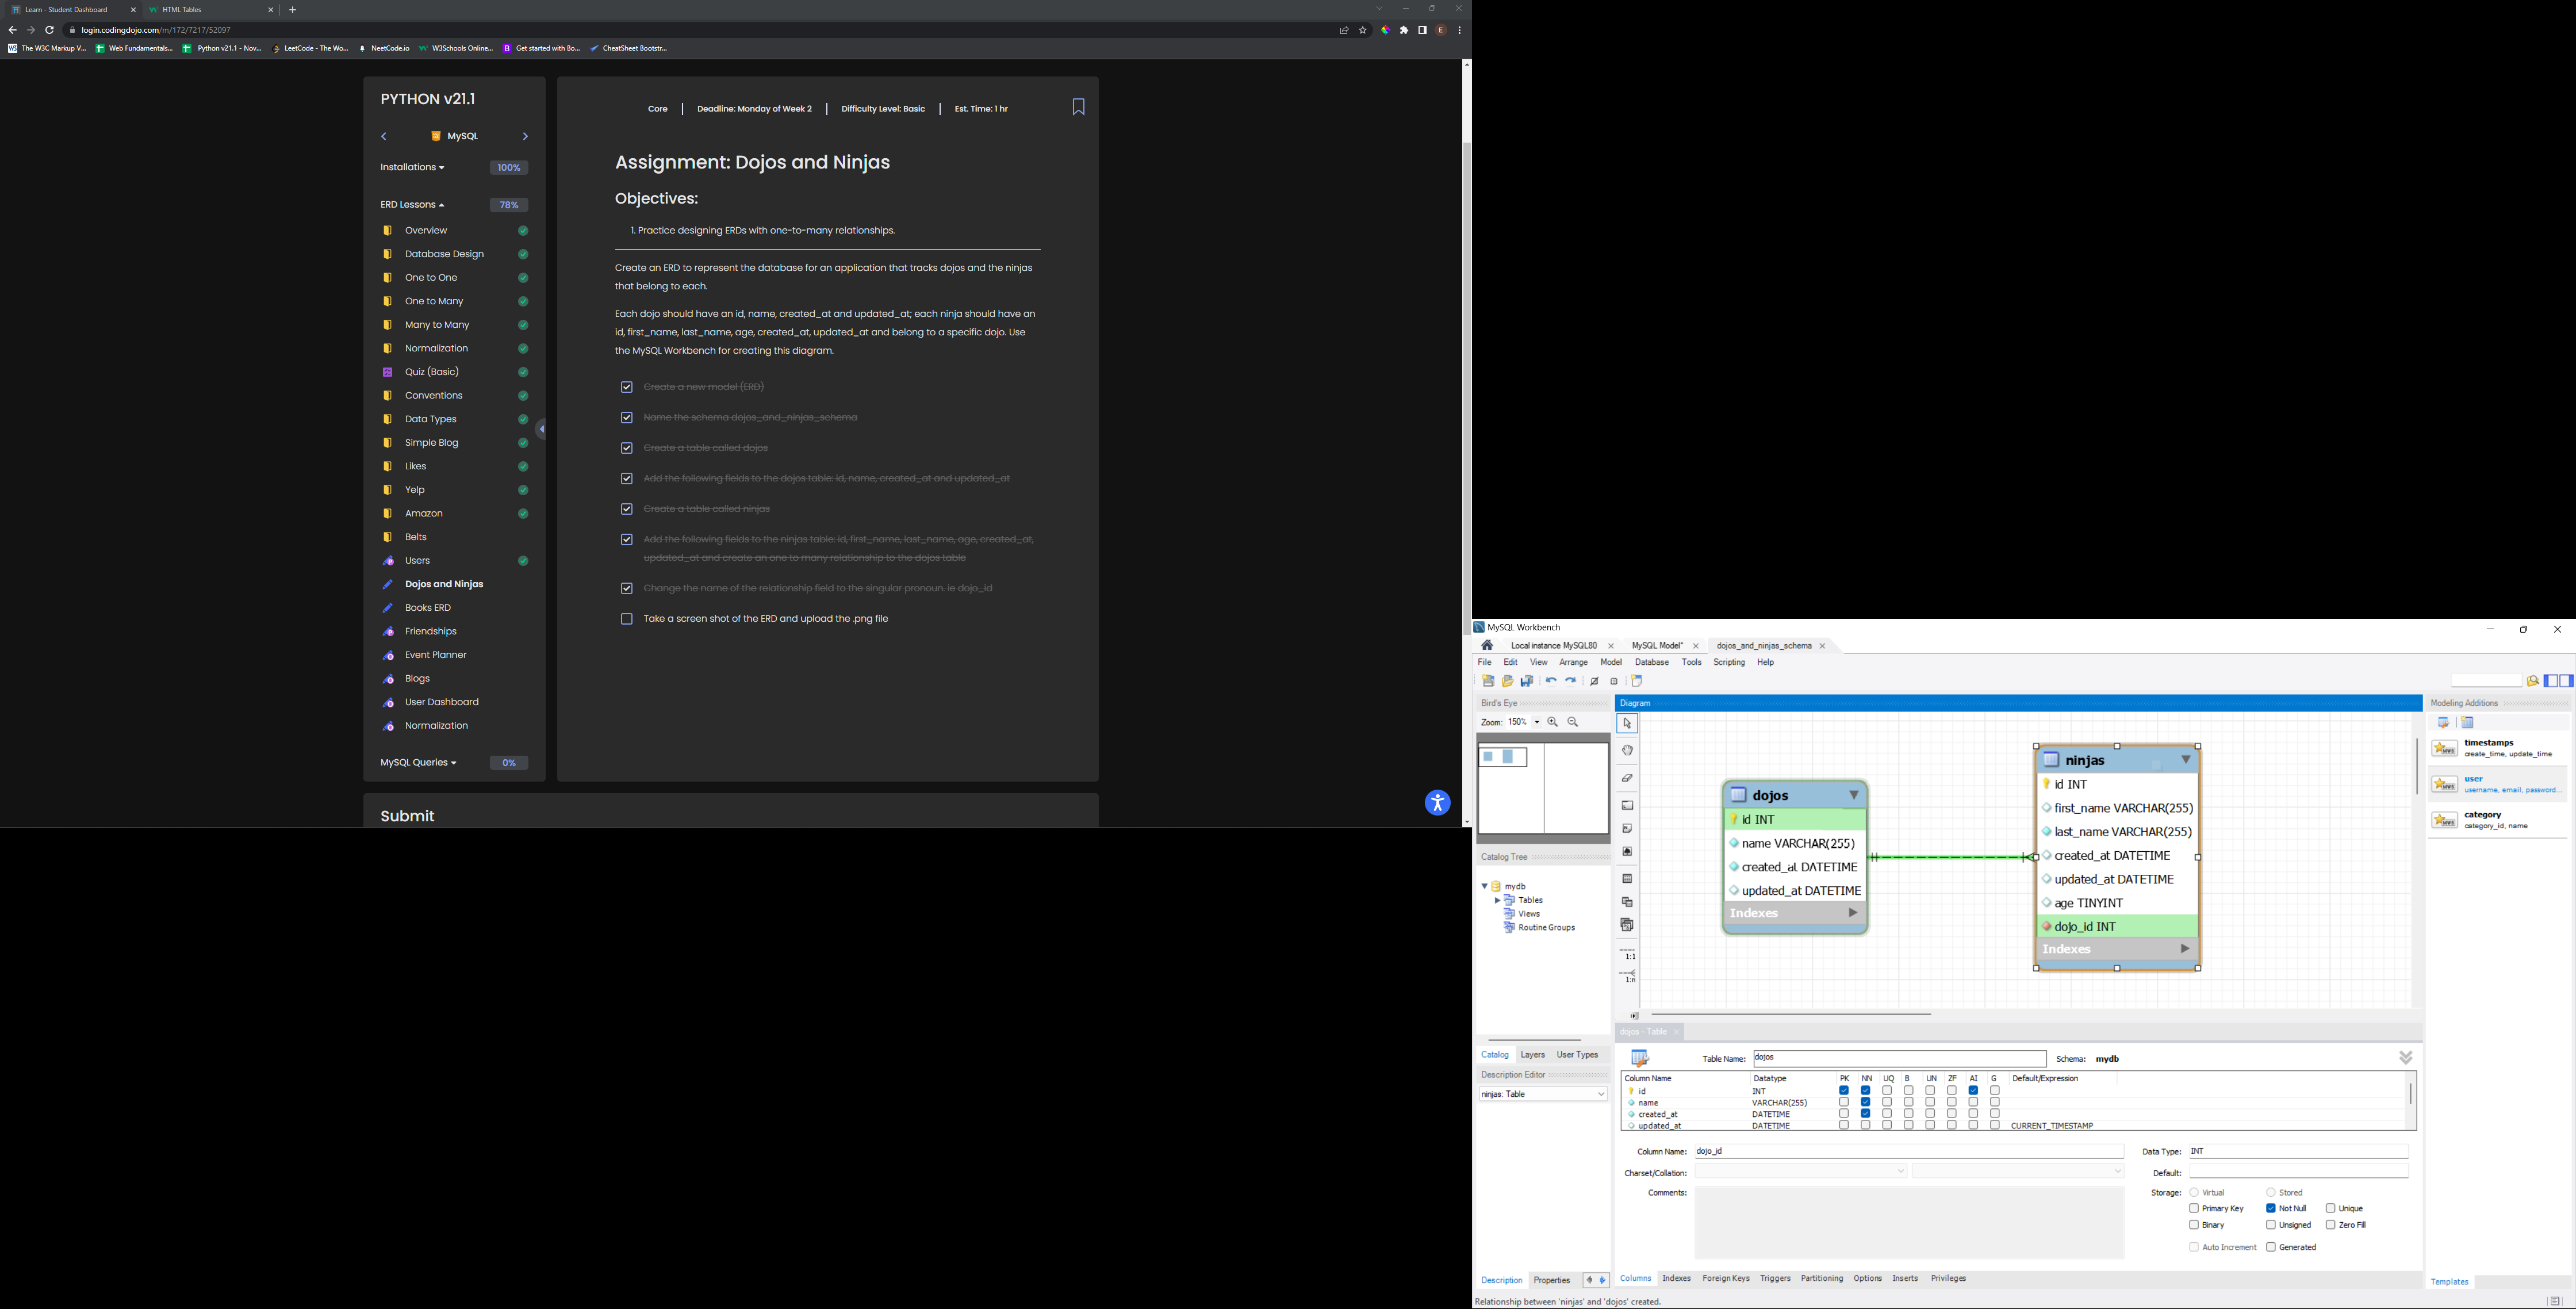 Learn - Student Dashboard
HTML Tables
login.codingdojo.com/m/172/7217/52097
E
The W3C Markup V...
Web Fundamentals...
Python v21.1 - Nov...
LeetCode - The Wo...
NeetCode.io
W3Schools Online...
Get started with Bo...
CheatSheet Bootstr...
PYTHON v21.1
MySQL
Installations
100%
ERD Lessons
78%
Overview
Database Design
One to One
One to Many
Many to Many
Normalization
Quiz (Basic)
Conventions
Data Types
Simple Blog
Likes
Yelp
Amazon
Belts
Users
Dojos and Ninjas
Books ERD
Friendships
Event Planner
Blogs
User Dashboard
Normalization
MySQL Queries
0%
Core
Deadline: Monday of Week 2
Difficulty Level: Basic
Est. Time: 1 hr
Assignment: Dojos and Ninjas
Objectives:
1. Practice designing ERDs with one-to-many relationships.
Create an ERD to represent the database for an application that tracks dojos and the ninjas
that belong to each.
Each dojo should have an id, name, created_at and updated_at; each ninja should have an
id, first_name, last_name, age, created_at, updated_at and belong to a specific dojo. Use
the MySQL Workbench for creating this diagram.
Create a new model (ERD)
Name the schema dojos_and_ninjas_schema
Create a table called dojos
Add the following fields to the dojos table: id, name, created_at and updated_at
Create a table called ninjas
Add the following fields to the ninjas table: id, first_name, last_name, age, created_at,
updated_at and create an one to many relationship to the dojos table
Change the name of the relationship field to the singular pronoun. ie dojo_id
Take a screen shot of the ERD and upload the .png file
Submit
MySQL Workbench
Local instance MySQL80
MySQL Model*
dojos_and_ninjas_schema
File Edit View Arrange Model Database Tools Scripting Help
Bird's Eye
Zoom: 150%
Catalog Tree
mydb
Tables
Views
Routine Groups
Catalog Layers User Types
Description Editor
ninjas: Table
Description Properties
Diagram
1:1
1:n
dojos
id INT
name VARCHAR(255)
created_at DATETIME
updated_at DATETIME
Indexes
ninjas
id INT
first_name VARCHAR(255)
last_name VARCHAR(255)
created_at DATETIME
updated_at DATETIME
age TINYINT
dojo_id INT
Indexes
Modeling Additions
timestamps
create_time, update_time
user
username, email, password...
category
category_id, name
Templates
dojos - Table
Table Name: dojos
Schema: mydb
Column Name Datatype PK NN UQ B UN ZF AI G Default/Expression
id INT
name VARCHAR(255)
created_at DATETIME
updated_at DATETIME CURRENT_TIMESTAMP
Column Name: dojo_id
Data Type: INT
Charset/Collation:
Default:
Comments:
Storage: Virtual Stored
Primary Key Not Null Unique
Binary Unsigned Zero Fill
Auto Increment Generated
Columns Indexes Foreign Keys Triggers Partitioning Options Inserts Privileges
Relationship between 'ninjas' and 'dojos' created.